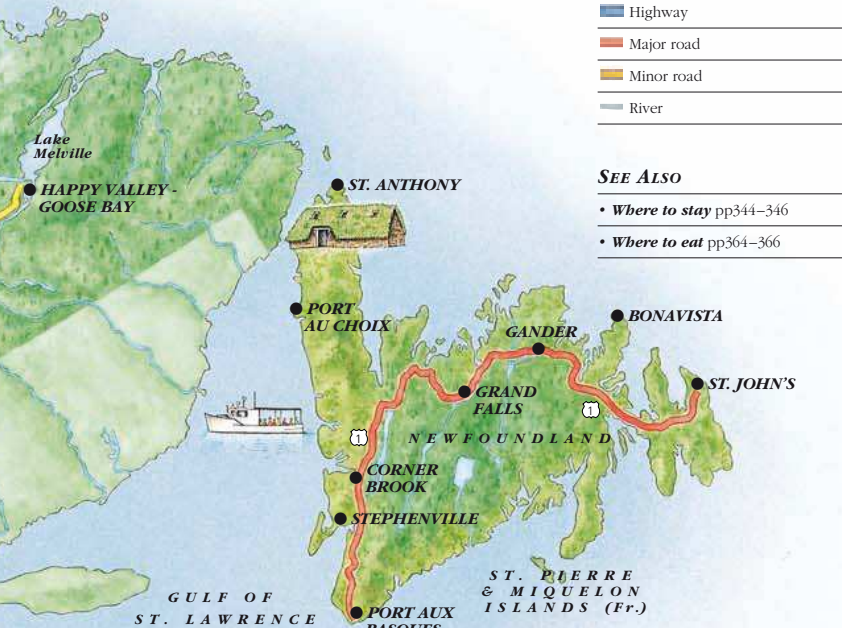 Highway
Major road
Minor road
River
SEE ALSO
• Where to stay pp344–346
• Where to eat pp364–366
Lake
Melville
HAPPY VALLEY -
GOOSE BAY
ST. ANTHONY
PORT
AU CHOIX
BONAVISTA
GANDER
ST. JOHN'S
GRAND
FALLS
1
1
NEWFOUNDLAND
CORNER
BROOK
STEPHENVILLE
ST. PIERRE
& MIQUELON
ISLANDS (Fr.)
GULF OF
ST. LAWRENCE
PORT AUX
BASQUES